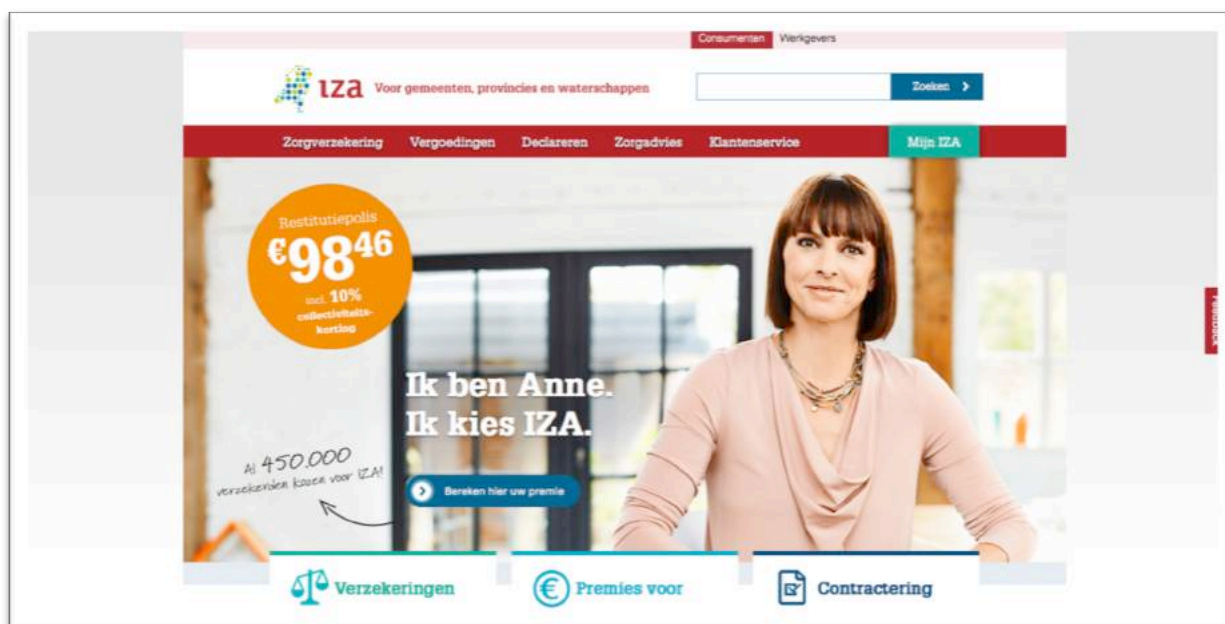 Consumenten Werkgevers
iza Voor gemeenten, provincies en waterschappen
Zoeken
Zorgverzekering Vergoedingen Declareren Zorgadvies Klantenservice Mijn IZA
Restitutiepolis
€98 46
incl. 10%
collectiviteits-
korting
Feedback
Ik ben Anne.
Ik kies IZA.
Al 450.000
verzekerden kozen voor IZA!
Bereken hier uw premie
Verzekeringen Premies voor Contractering